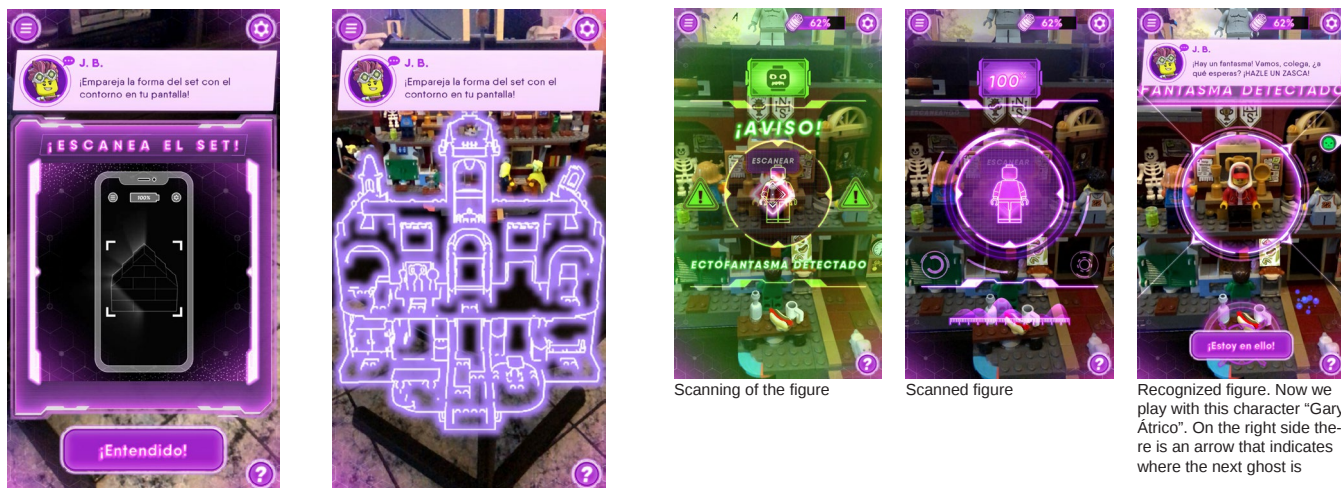 J. B.
¡Empareja la forma del set con el
contorno en tu pantalla!
¡ESCANEA EL SET!
100%
¡Entendido!
?
J. B.
¡Empareja la forma del set con el
contorno en tu pantalla!
?
62%
¡AVISO!
ESCANEAR
ECTOFANTASMA DETECTADO
?
Scanning of the figure
62%
100%
ESCANEAR
?
Scanned figure
62%
J. B.
¡Hay un fantasma! Vamos, colega, ¿a
qué esperas? ¡HAZLE UN ZASCA!
FANTASMA DETECTADO
¡Estoy en ello!
?
Recognized figure. Now we
play with this character “Gary
Átrico”. On the right side the-
re is an arrow that indicates
where the next ghost is